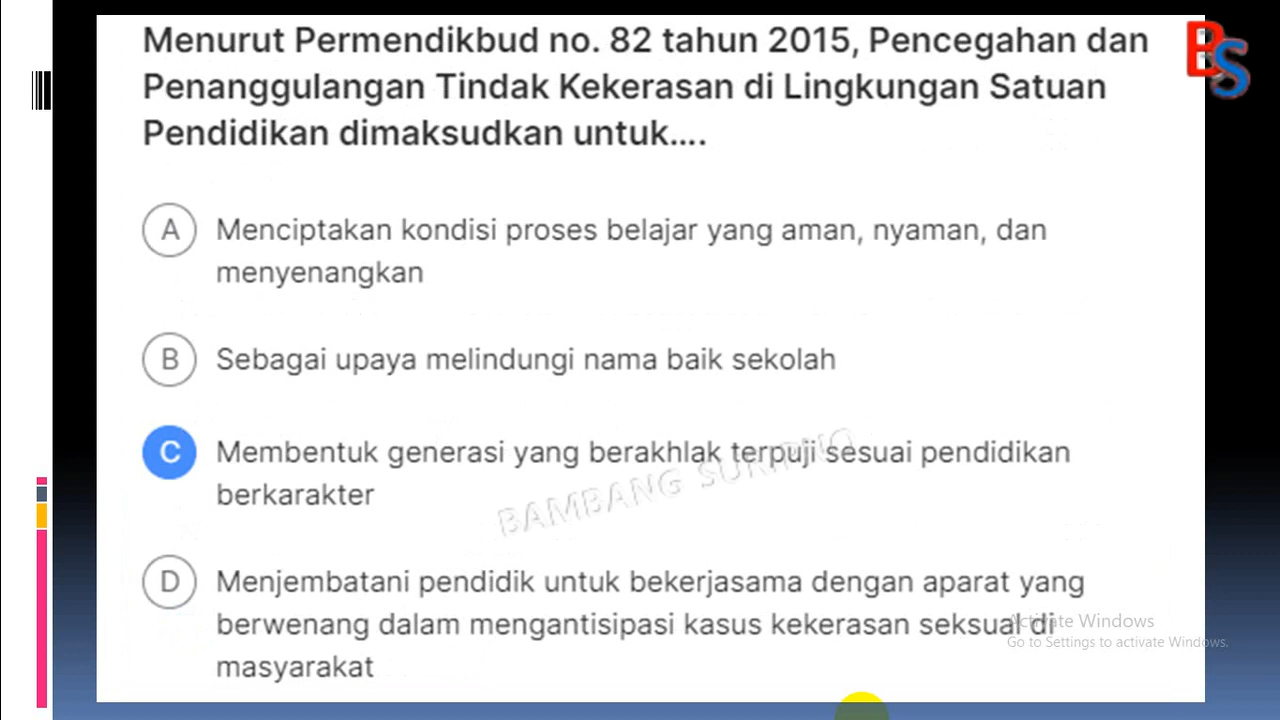 BS
Menurut Permendikbud no. 82 tahun 2015, Pencegahan dan
Penanggulangan Tindak Kekerasan di Lingkungan Satuan
Pendidikan dimaksudkan untuk....
A Menciptakan kondisi proses belajar yang aman, nyaman, dan
menyenangkan
B Sebagai upaya melindungi nama baik sekolah
C Membentuk generasi yang berakhlak terpuji sesuai pendidikan
berkarakter
BAMBANG
D Menjembatani pendidik untuk bekerjasama dengan aparat yang
berwenang dalam mengantisipasi kasus kekerasan seksual di
masyarakat
Activate Windows
Go to Settings to activate Windows.